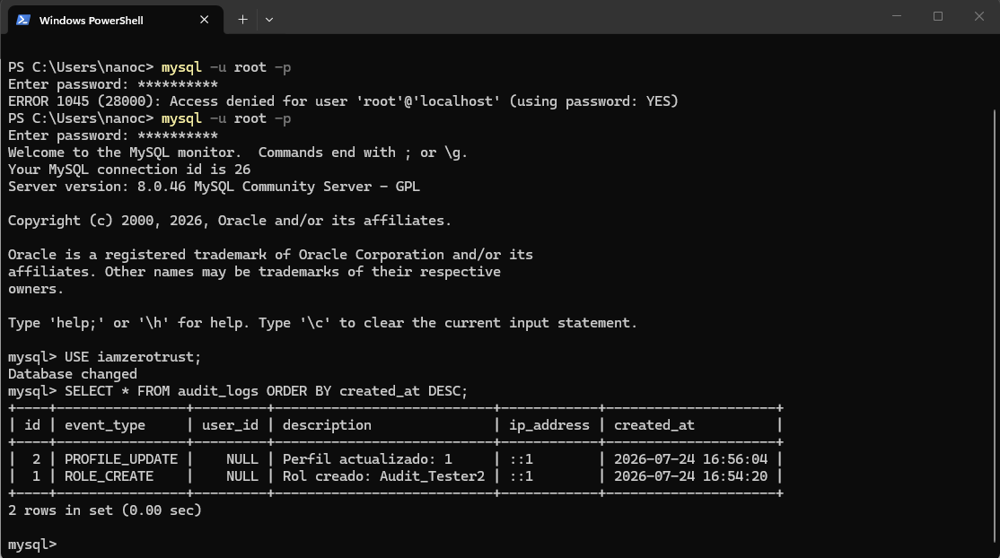 Windows PowerShell
PS C:\Users\nanoc> mysql -u root -p
Enter password: **********
ERROR 1045 (28000): Access denied for user 'root'@'localhost' (using password: YES)
PS C:\Users\nanoc> mysql -u root -p
Enter password: **********
Welcome to the MySQL monitor.  Commands end with ; or \g.
Your MySQL connection id is 26
Server version: 8.0.46 MySQL Community Server - GPL

Copyright (c) 2000, 2026, Oracle and/or its affiliates.

Oracle is a registered trademark of Oracle Corporation and/or its
affiliates. Other names may be trademarks of their respective
owners.

Type 'help;' or '\h' for help. Type '\c' to clear the current input statement.

mysql> USE iamzerotrust;
Database changed
mysql> SELECT * FROM audit_logs ORDER BY created_at DESC;
+----+----------------+---------+---------------------------+------------+---------------------+
| id | event_type     | user_id | description               | ip_address | created_at          |
+----+----------------+---------+---------------------------+------------+---------------------+
|  2 | PROFILE_UPDATE |    NULL | Perfil actualizado: 1     | ::1        | 2026-07-24 16:56:04 |
|  1 | ROLE_CREATE    |    NULL | Rol creado: Audit_Tester2 | ::1        | 2026-07-24 16:54:20 |
+----+----------------+---------+---------------------------+------------+---------------------+
2 rows in set (0.00 sec)

mysql>